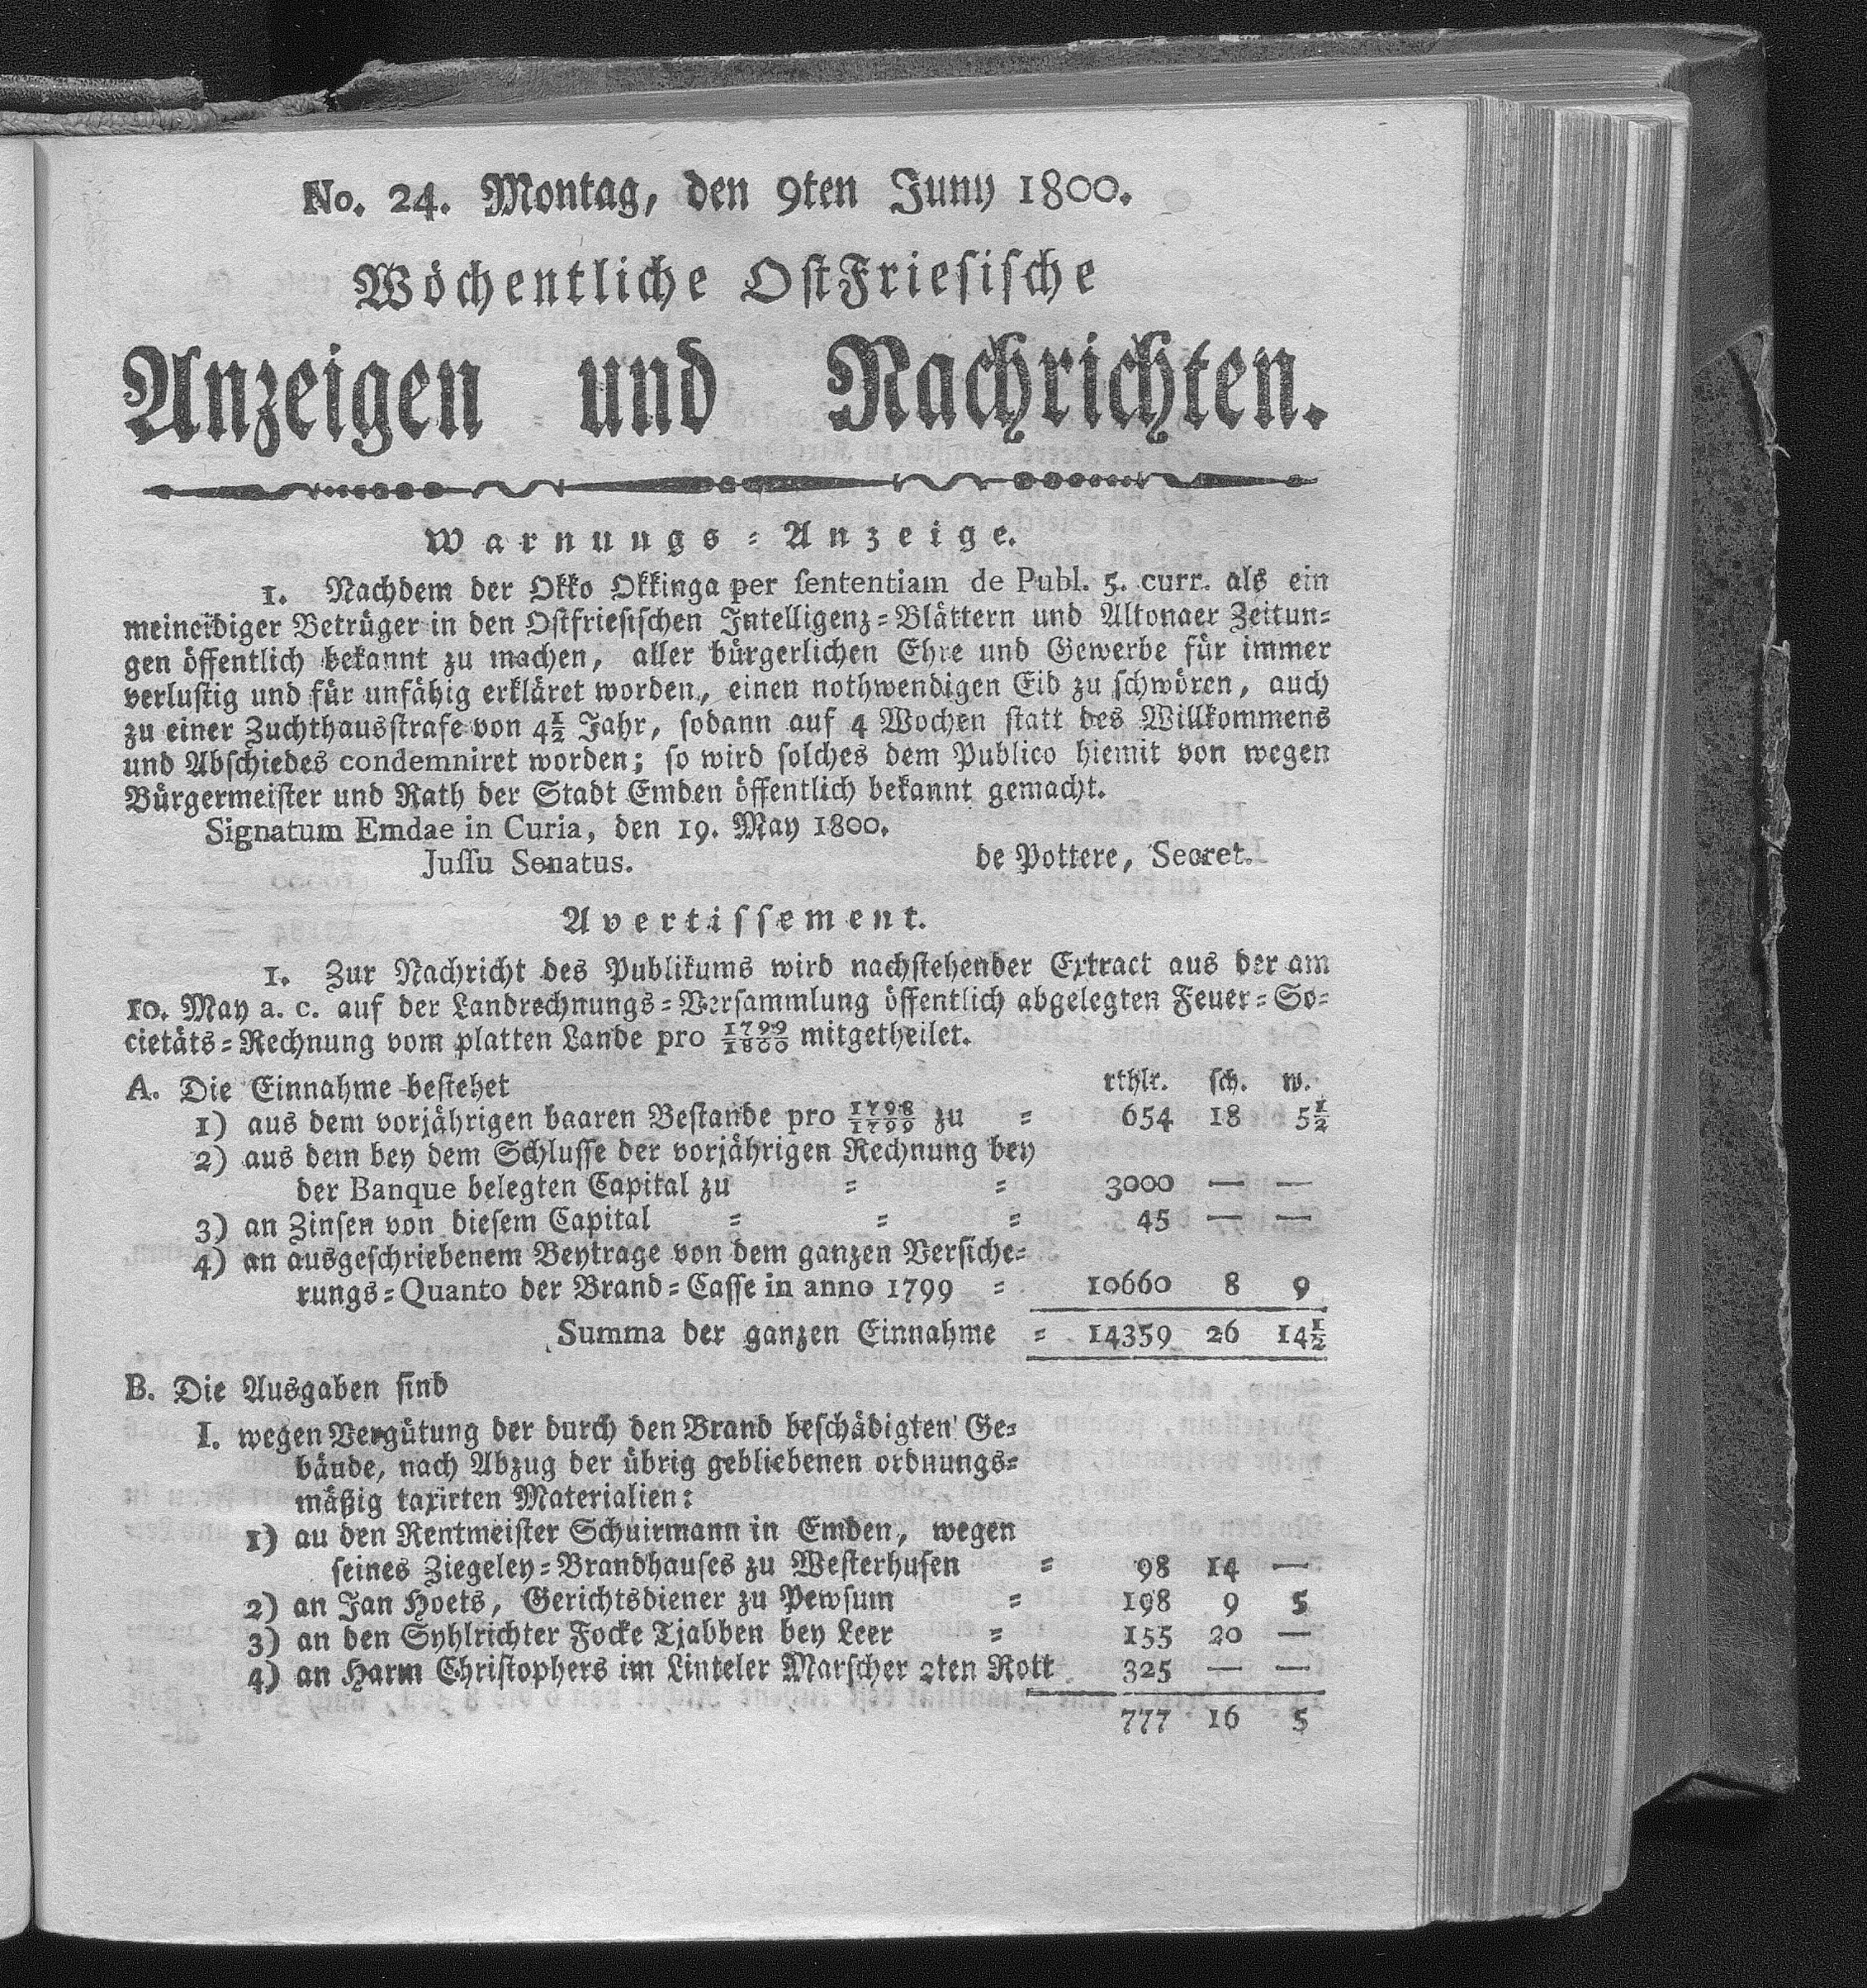 No. 24. Montag, den 9ten Juny 1800.
Wöchentliche OstFriesische
Anzeigen und Nachrichten.
Warnungs-Anzeige.
1. Nachdem der Okko Okkinga per sententiam de Publ. 5. curr. als ein
meineidiger Betrüger in den Ostfriesischen Intelligenz-Blättern und Altonaer Zeitun-
gen öffentlich bekannt zu machen, aller bürgerlichen Ehre und Gewerbe für immer
verlustig und für unfähig erkläret worden, einen nothwendigen Eid zu schwören, auch
zu einer Zuchthausstrafe von 4½ Jahr, sodann auf 4 Wochen statt des Willkommens
und Abschiedes condemniret worden; so wird solches dem Publico hiemit von wegen
Bürgermeister und Rath der Stadt Emden öffentlich bekannt gemacht.
Signatum Emdae in Curia, den 19. May 1800.
Jussu Senatus. de Pottere, Secret.
Avertissement.
1. Zur Nachricht des Publikums wird nachstehender Extract aus der am
10. May a. c. auf der Landrechnungs-Versammlung öffentlich abgelegten Feuer-So-
cietäts-Rechnung vom platten Lande pro 1799/1800 mitgetheilet.
A. Die Einnahme bestehet rthlr. sch. w.
1) aus dem vorjährigen baaren Bestande pro 1798/1799 zu = 654 18 5½
2) aus dem bey dem Schlusse der vorjährigen Rechnung bey
der Banque belegten Capital zu = = 3000 — —
3) an Zinsen von diesem Capital = = = 45 — —
4) an ausgeschriebenem Beytrage von dem ganzen Versiche-
rungs-Quanto der Brand-Casse in anno 1799 = 10660 8 9
Summa der ganzen Einnahme = 14359 26 14½
B. Die Ausgaben sind
I. wegen Vergütung der durch den Brand beschädigten Ge-
bände, nach Abzug der übrig gebliebenen ordnungs-
mäßig taxirten Materialien:
1) au den Rentmeister Schuirmann in Emden, wegen
seines Ziegeley-Brandhauses zu Westerhusen = 98 14 —
2) an Jan Hoets, Gerichtsdiener zu Pewsum = 198 9 5
3) an den Syhlrichter Focke Tjabben bey Leer = 155 20 —
4) an Harm Christophers im Linteler Marscher 2ten Rott 325 — —
777 16 5